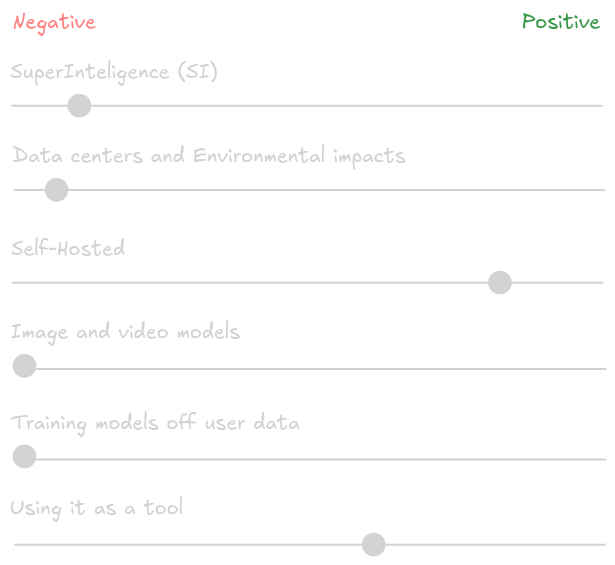 Negative
Positive
SuperInteligence (SI)
Data centers and Environmental impacts
Self-Hosted
Image and video models
Training models off user data
Using it as a tool